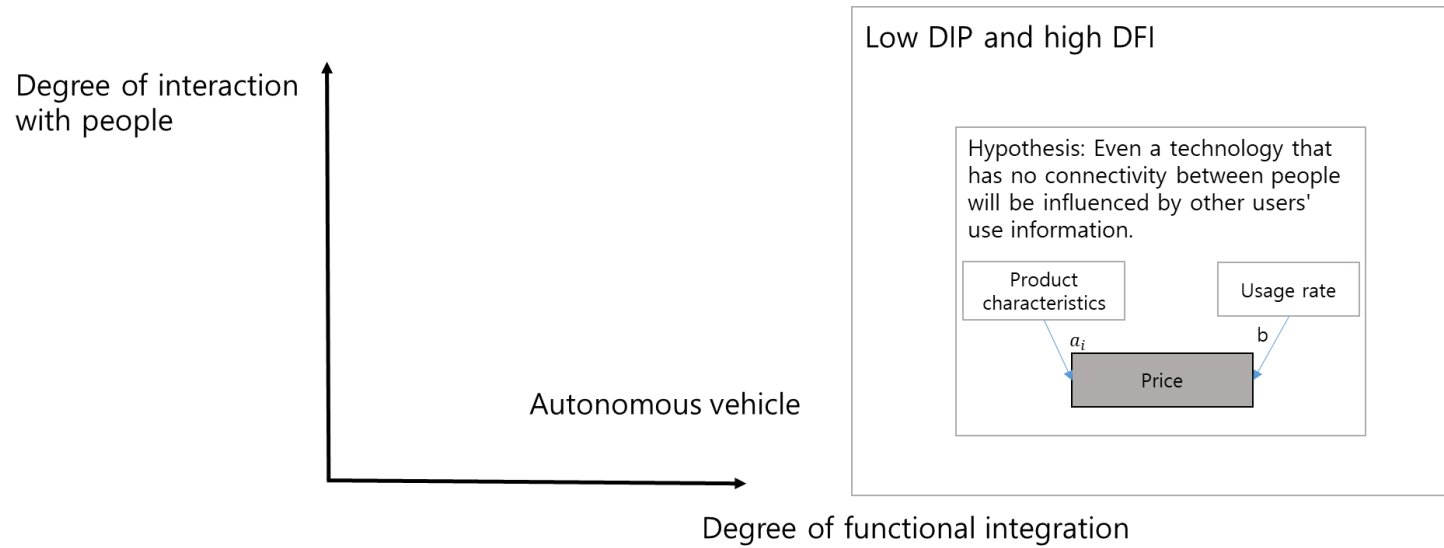 Degree of interaction
with people
Autonomous vehicle
Degree of functional integration
Low DIP and high DFI
Hypothesis: Even a technology that
has no connectivity between people
will be influenced by other users'
use information.
Product
characteristics
Usage rate
a_i
b
Price